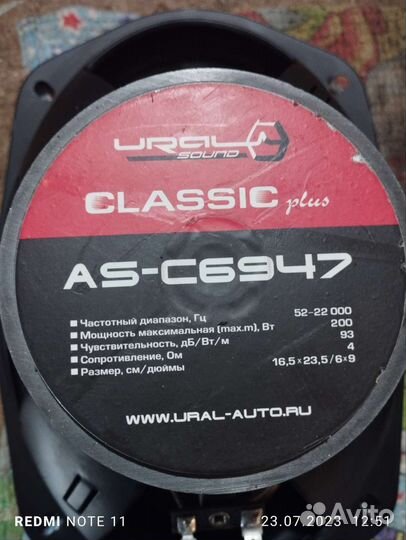 URAL
SOUND
CLASSIC plus
AS-C6947
Частотный диапазон, Гц 52-22 000
Мощность максимальная (max.m), Вт 200
Чувствительность, дБ/Вт/м 93
Сопротивление, Ом 4
Размер, см/дюймы 16,5×23,5/6×9
WWW.URAL-AUTO.RU
REDMI NOTE 11 23.07.2023 12:51
Avito